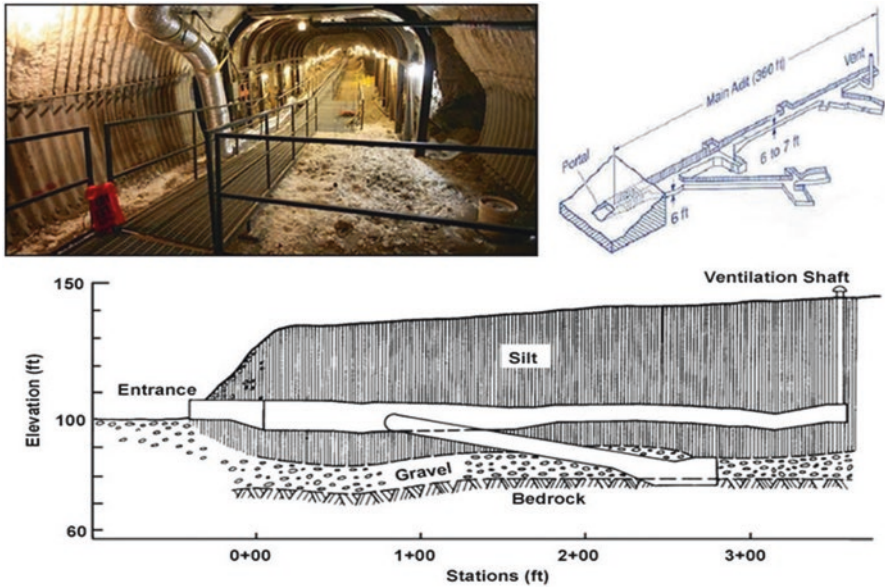 Main Adit (360 ft)
Vent
Portal
6 to 7 ft
6 ft
Ventilation Shaft
150
Silt
Entrance
100
Gravel
Bedrock
60
Elevation (ft)
0+00
1+00
2+00
3+00
Stations (ft)